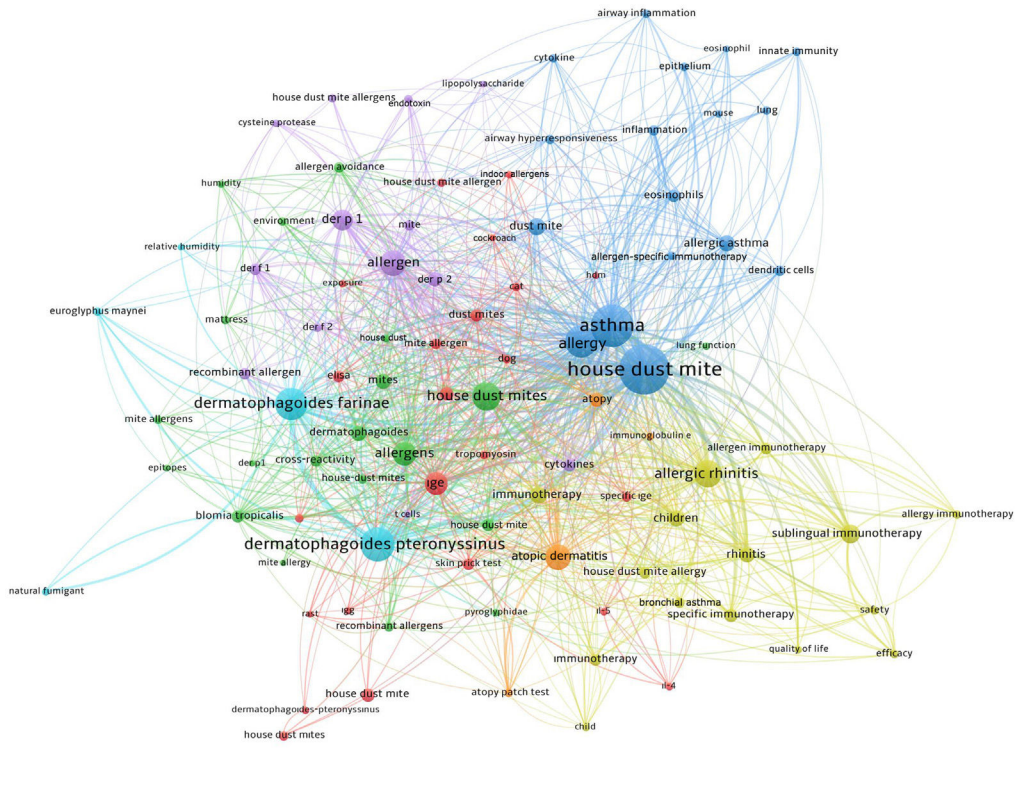 airway inflammation
eosinophil
innate immunity
cytokine
epithelium
lipopolysaccharide
house dust mite allergens
endotoxin
mouse
lung
cysteine protease
inflammation
airway hyperresponsiveness
allergen avoidance
indoor allergens
humidity
house dust mite allergen
eosinophils
der p 1
environment
mite
dust mite
cockroach
relative humidity
allergic asthma
allergen-specific immunotherapy
allergen
der f 1
der p 2
hdm
dendritic cells
exposure
cat
euroglyphus maynei
mattress
der f 2
dust mites
asthma
house dust
mite allergen
allergy
lung function
dog
recombinant allergen
elisa
mites
house dust mite
dermatophagoides farinae
house dust mites
atopy
mite allergens
dermatophagoides
immunoglobulin e
allergen immunotherapy
allergens
tropomyosin
epitopes
der p1
cross-reactivity
cytokines
house-dust mites
allergic rhinitis
ige
immunotherapy
specific ige
blomia tropicalis
t cells
children
allergy immunotherapy
house dust mite
sublingual immunotherapy
dermatophagoides pteronyssinus
atopic dermatitis
rhinitis
mite allergy
skin prick test
house dust mite allergy
natural fumigant
bronchial asthma
rast
igg
pyroglyphidae
il-5
specific immunotherapy
safety
recombinant allergens
quality of life
efficacy
immunotherapy
house dust mite
atopy patch test
il-4
dermatophagoides-pteronyssinus
child
house dust mites